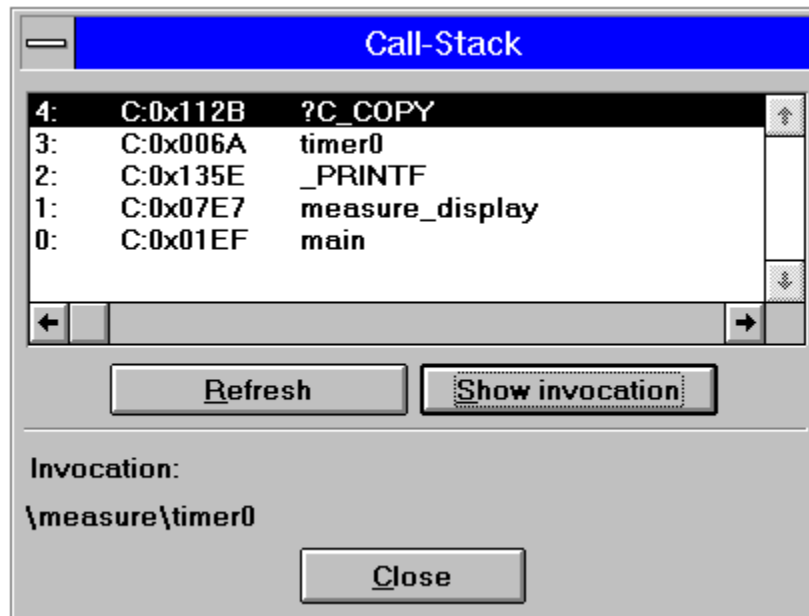 Call-Stack
4: C:0x112B ?C_COPY
3: C:0x006A timer0
2: C:0x135E _PRINTF
1: C:0x07E7 measure_display
0: C:0x01EF main
Refresh Show invocation
Invocation:
\measure\timer0
Close